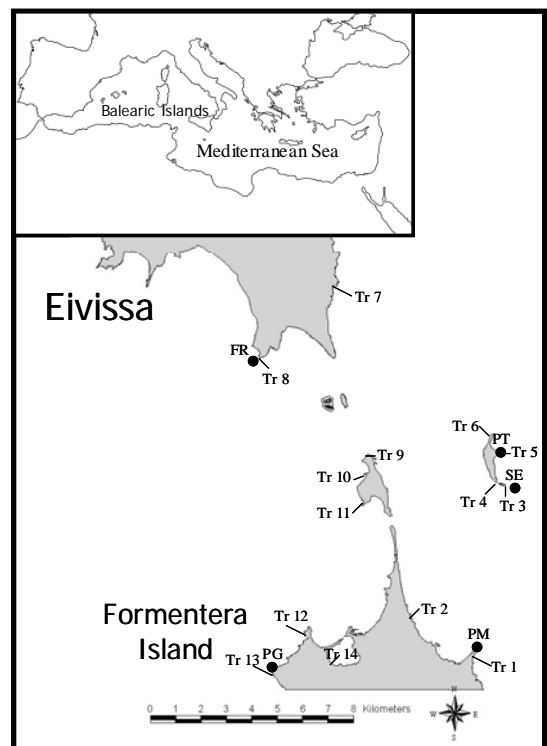 Balearic Islands
Mediterranean Sea
Eivissa
Tr 7
FR
Tr 8
Tr 6
PT
Tr 5
Tr 9
Tr 10
SE
Tr 4
Tr 3
Tr 11
Formentera
Island
Tr 12
Tr 2
PM
PG
Tr 14
Tr 13
Tr 1
0 1 2 3 4 5 6 7 8 Kilometers
N
W
E
S